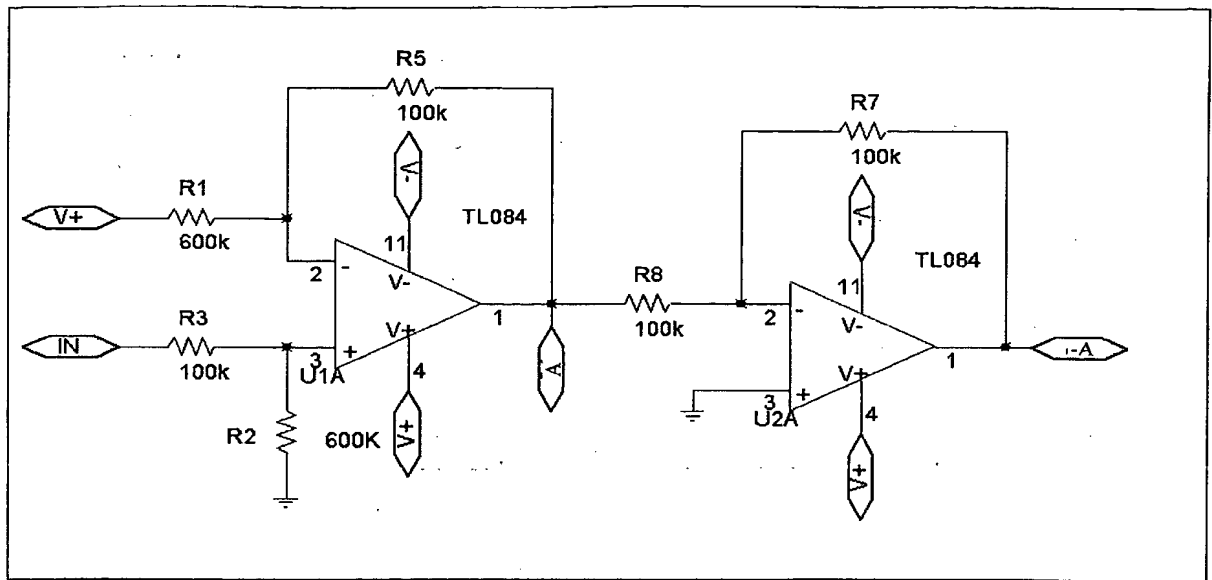 R5
100k
R7
100k
V-
V-
R1
V+
600k
TL084
11
2
-
V-
TL084
11
R8
100k
2
-
V-
1
R3
IN
100k
V+
3
+
U1A
4
1
V+
3
+
U2A
4
-A
A
R2
600K
V+
V+